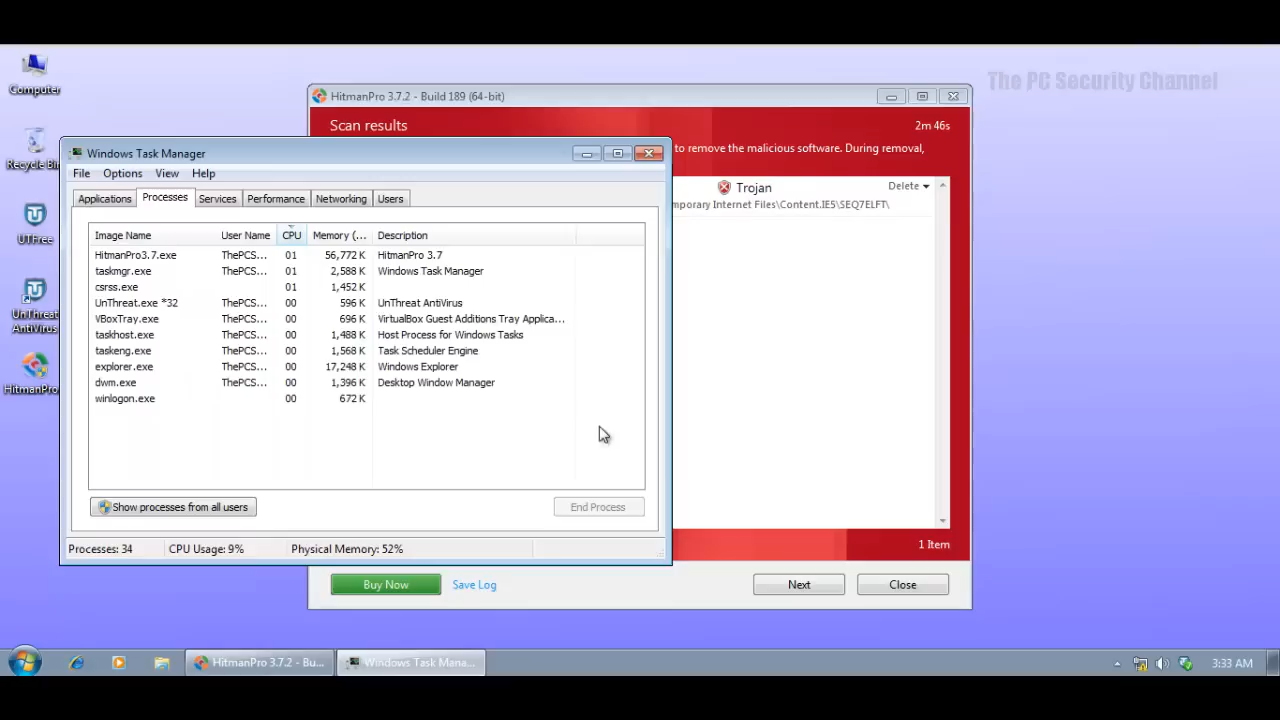 The PC Security Channel
Computer
Recycle Bin
UTFree
UnThreat
AntiVirus
HitmanPro
HitmanPro 3.7.2 - Build 189 (64-bit)
Scan results
2m 46s
to remove the malicious software. During removal,
Trojan
Delete
mporary Internet Files\Content.IE5\SEQ7ELFT\
1 Item
Buy Now
Save Log
Next
Close
Windows Task Manager
File Options View Help
Applications Processes Services Performance Networking Users
Image Name User Name CPU Memory (... Description
HitmanPro3.7.exe ThePCS... 01 56,772 K HitmanPro 3.7
taskmgr.exe ThePCS... 01 2,588 K Windows Task Manager
csrss.exe 01 1,452 K
UnThreat.exe *32 ThePCS... 00 596 K UnThreat AntiVirus
VBoxTray.exe ThePCS... 00 696 K VirtualBox Guest Additions Tray Applica...
taskhost.exe ThePCS... 00 1,488 K Host Process for Windows Tasks
taskeng.exe ThePCS... 00 1,568 K Task Scheduler Engine
explorer.exe ThePCS... 00 17,248 K Windows Explorer
dwm.exe ThePCS... 00 1,396 K Desktop Window Manager
winlogon.exe 00 672 K
Show processes from all users
End Process
Processes: 34 CPU Usage: 9% Physical Memory: 52%
HitmanPro 3.7.2 - Bu...
Windows Task Mana...
3:33 AM